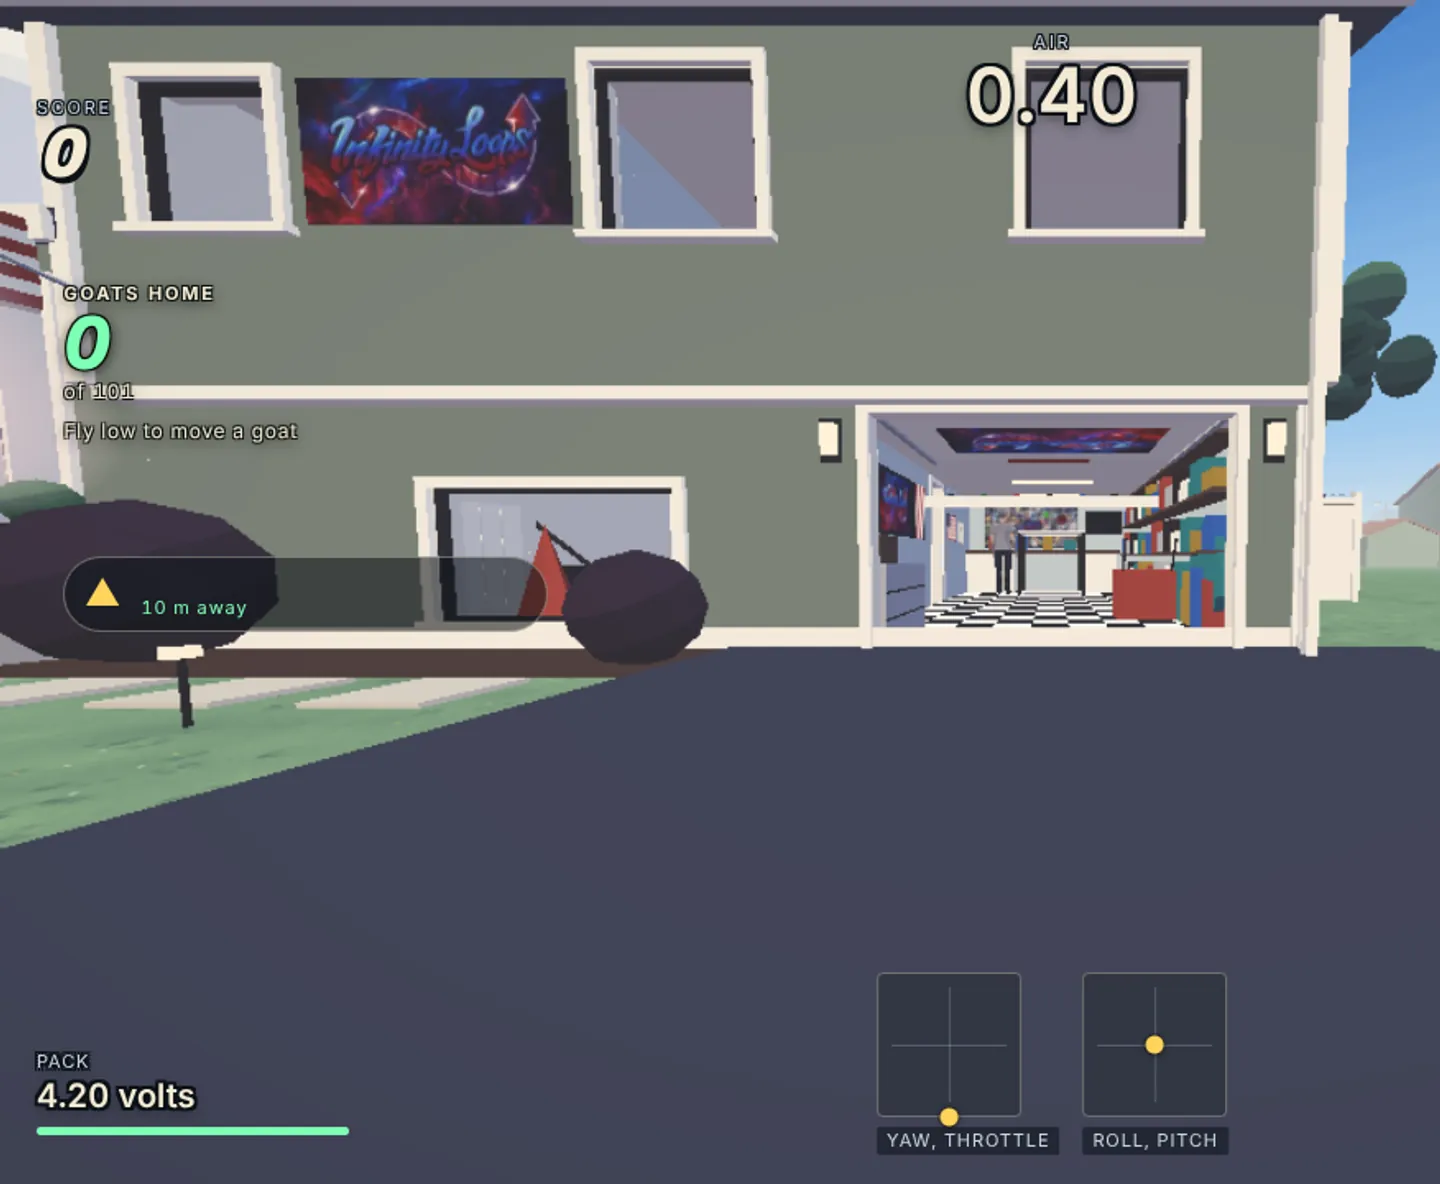 AIR
0.40
SCORE
0
Infinity Loops
GOATS HOME
0
of 101
Fly low to move a goat
10 m away
PACK
4.20 volts
YAW, THROTTLE
ROLL, PITCH